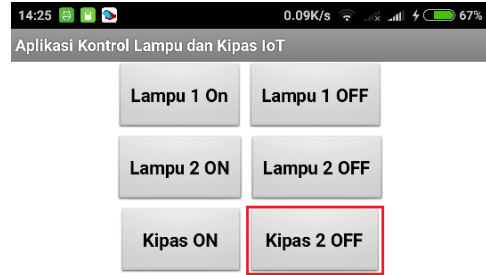 14:25 0.09K/s 67%
Aplikasi Kontrol Lampu dan Kipas IoT
Lampu 1 On Lampu 1 OFF
Lampu 2 ON Lampu 2 OFF
Kipas ON Kipas 2 OFF